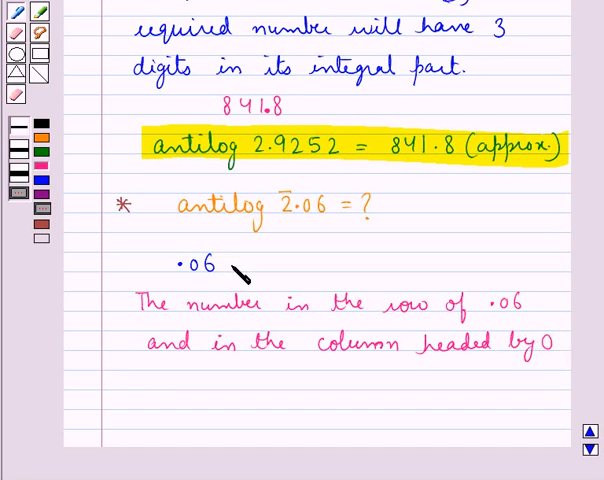 required number will have 3
digits in its integral part.
841.8
antilog 2.9252 = 841.8 (approx.)
* antilog 2̅.06 = ?
.06
The number in the row of .06
and in the column headed by 0